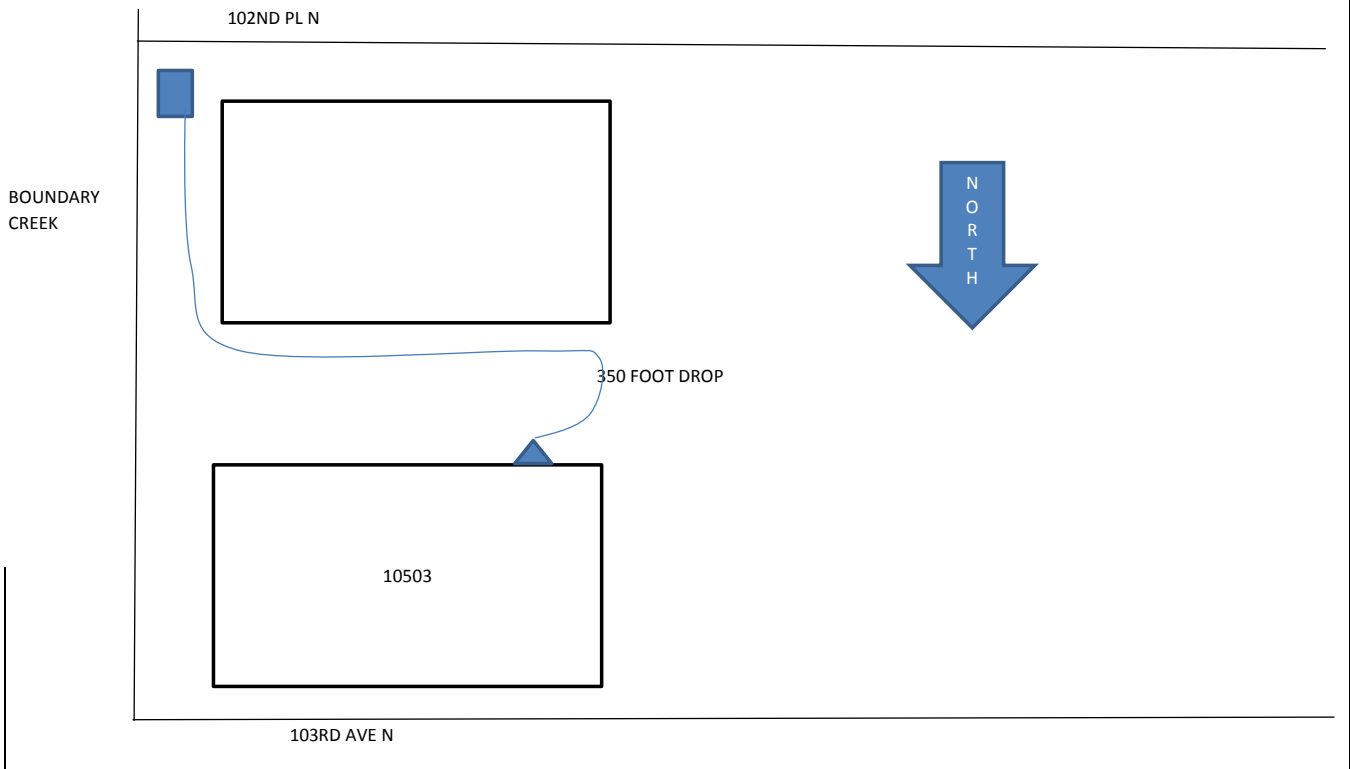 102ND PL N
BOUNDARY
CREEK
N
O
R
T
H
350 FOOT DROP
10503
103RD AVE N